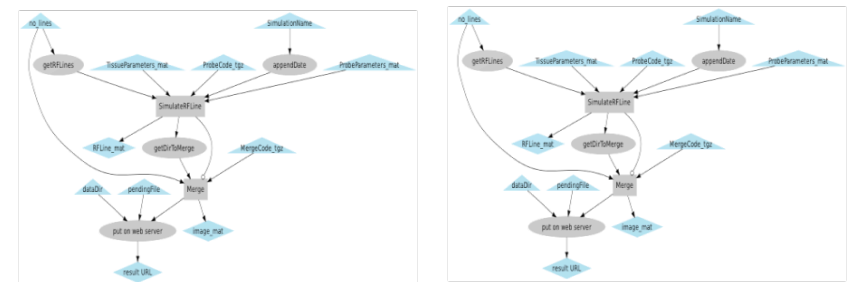 no_lines
SimulationName
getRFLines
TissueParameters_mat
ProbeCode_tgz
appendDate
ProbeParameters_mat
SimulateRFLine
RFLine_mat
getDirToMerge
MergeCode_tgz
dataDir
pendingFile
Merge
put on web server
image_mat
result URL
no_lines
SimulationName
getRFLines
TissueParameters_mat
ProbeCode_tgz
appendDate
ProbeParameters_mat
SimulateRFLine
RFLine_mat
getDirToMerge
MergeCode_tgz
dataDir
pendingFile
Merge
put on web server
image_mat
result URL